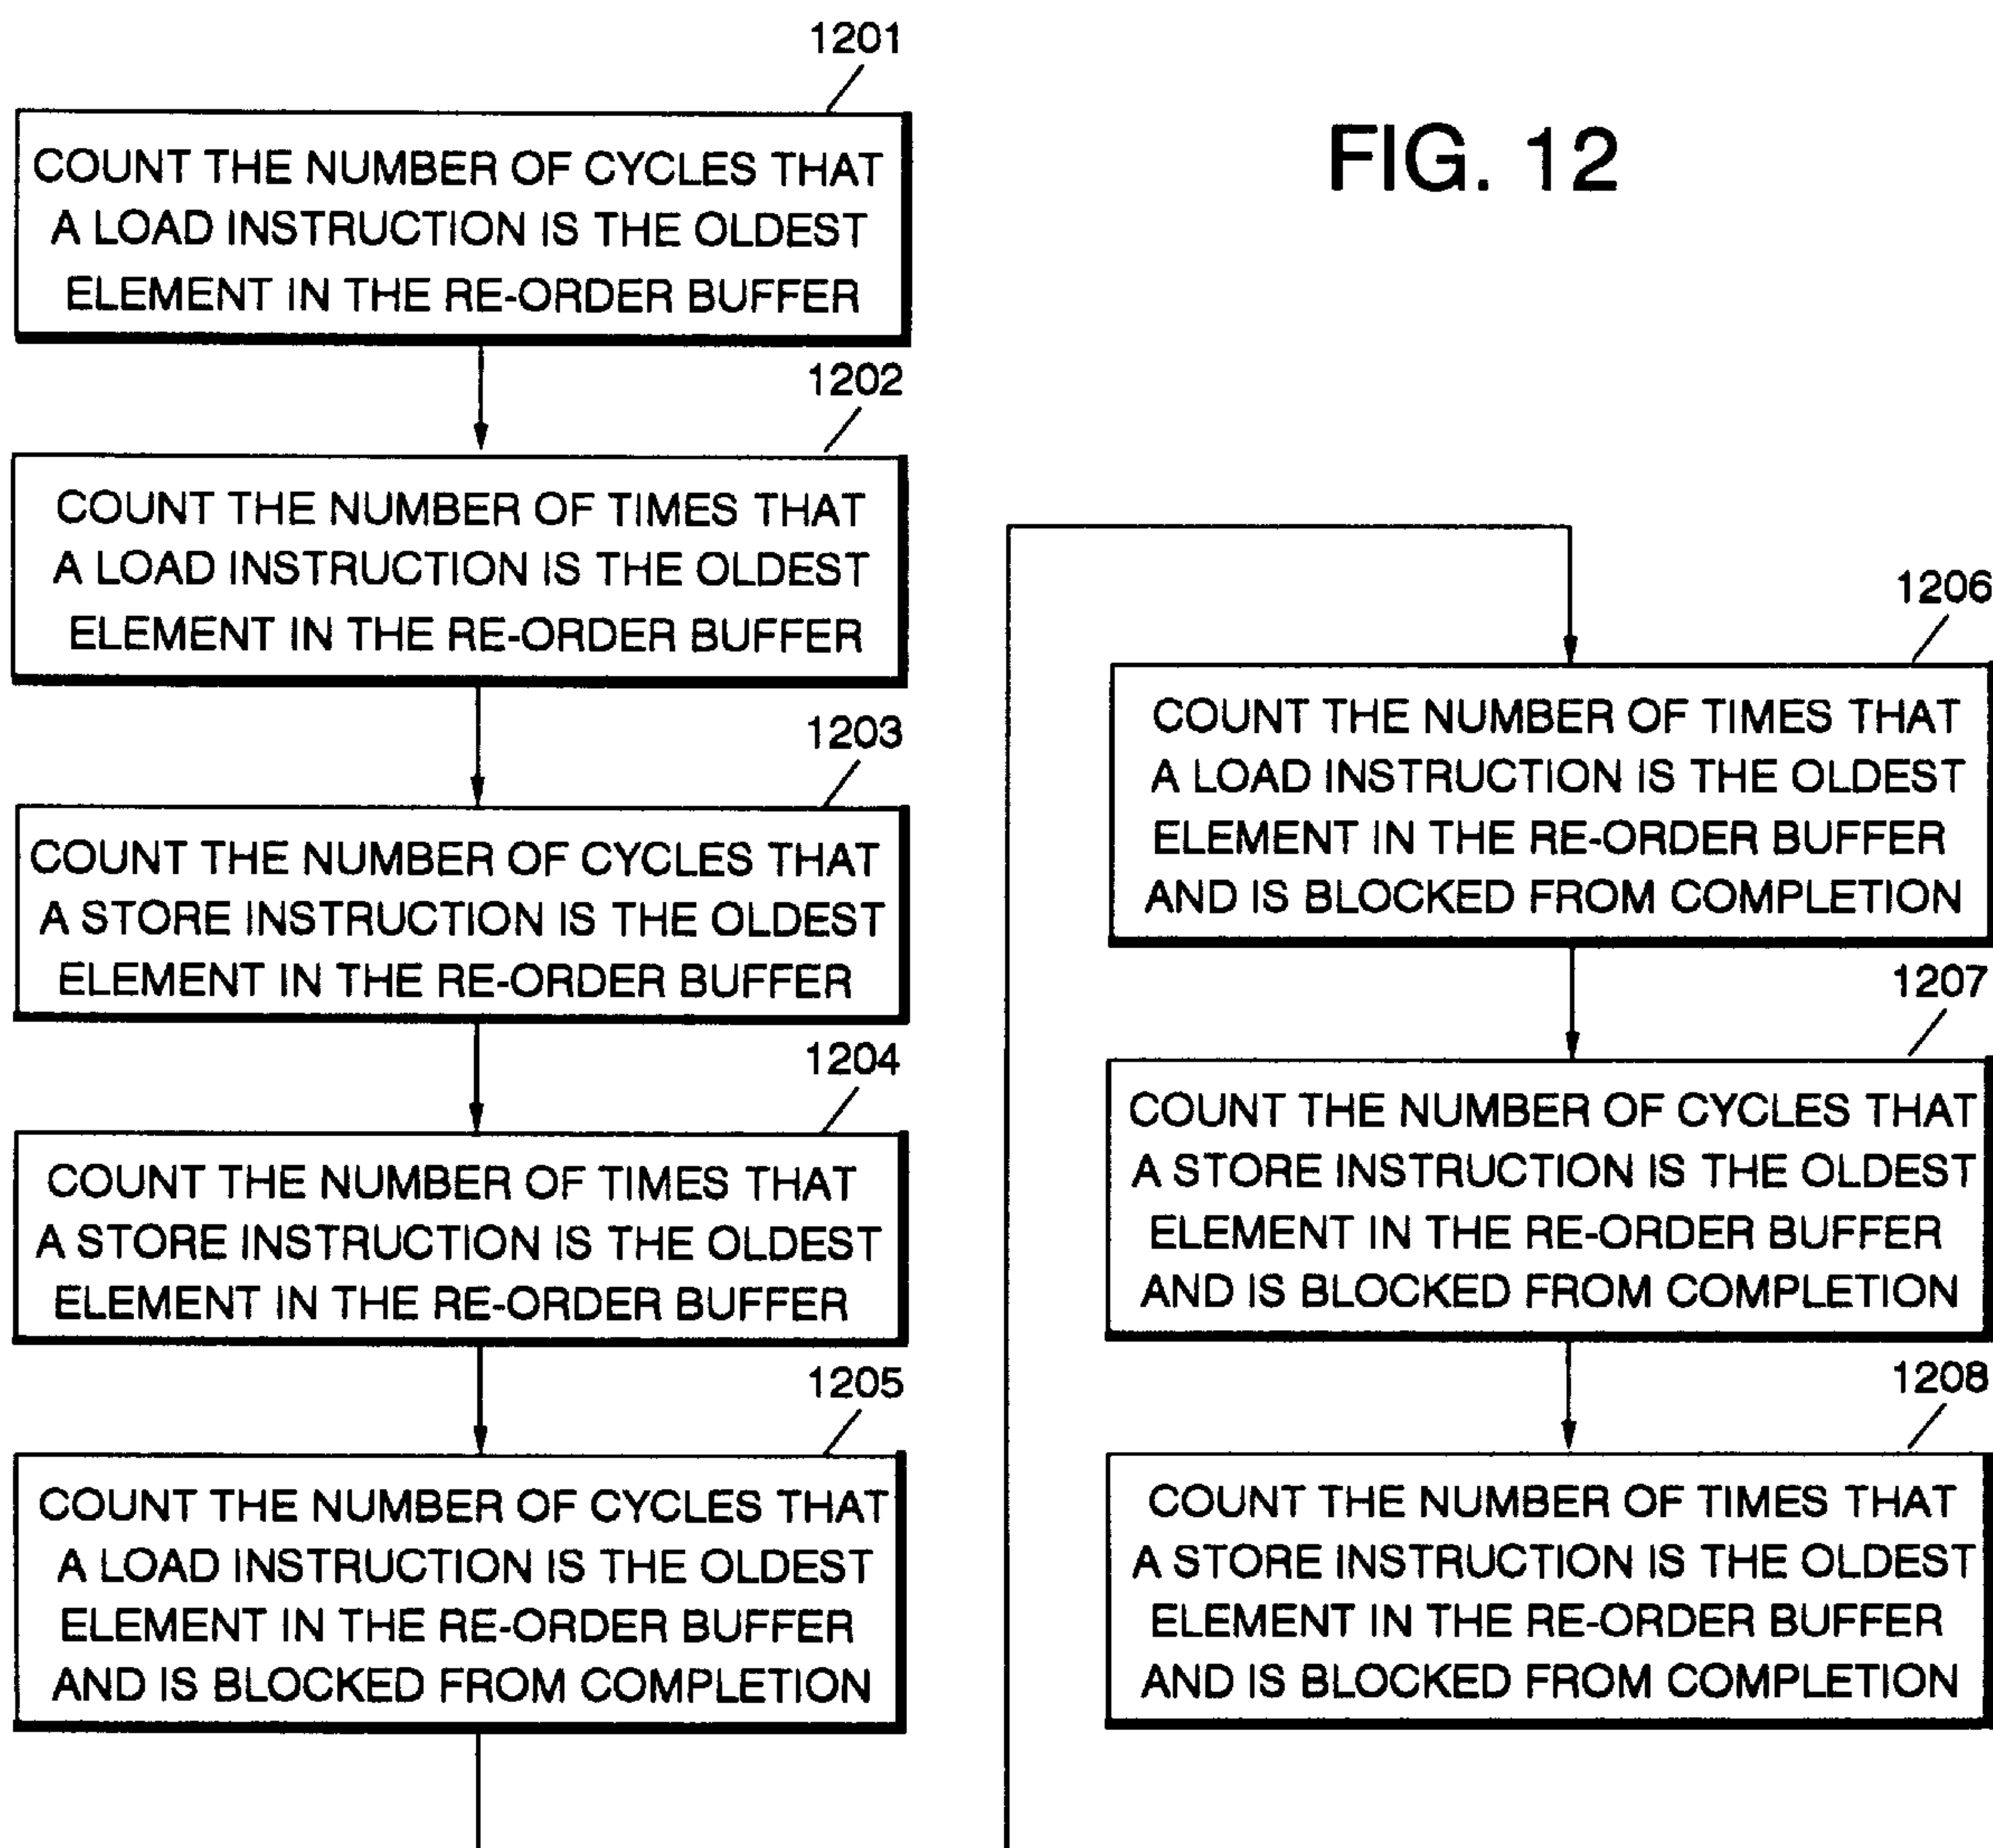 FIG. 12
1201
COUNT THE NUMBER OF CYCLES THAT
A LOAD INSTRUCTION IS THE OLDEST
ELEMENT IN THE RE-ORDER BUFFER
1202
COUNT THE NUMBER OF TIMES THAT
A LOAD INSTRUCTION IS THE OLDEST
ELEMENT IN THE RE-ORDER BUFFER
1203
COUNT THE NUMBER OF CYCLES THAT
A STORE INSTRUCTION IS THE OLDEST
ELEMENT IN THE RE-ORDER BUFFER
1204
COUNT THE NUMBER OF TIMES THAT
A STORE INSTRUCTION IS THE OLDEST
ELEMENT IN THE RE-ORDER BUFFER
1205
COUNT THE NUMBER OF CYCLES THAT
A LOAD INSTRUCTION IS THE OLDEST
ELEMENT IN THE RE-ORDER BUFFER
AND IS BLOCKED FROM COMPLETION
1206
COUNT THE NUMBER OF TIMES THAT
A LOAD INSTRUCTION IS THE OLDEST
ELEMENT IN THE RE-ORDER BUFFER
AND IS BLOCKED FROM COMPLETION
1207
COUNT THE NUMBER OF CYCLES THAT
A STORE INSTRUCTION IS THE OLDEST
ELEMENT IN THE RE-ORDER BUFFER
AND IS BLOCKED FROM COMPLETION
1208
COUNT THE NUMBER OF TIMES THAT
A STORE INSTRUCTION IS THE OLDEST
ELEMENT IN THE RE-ORDER BUFFER
AND IS BLOCKED FROM COMPLETION